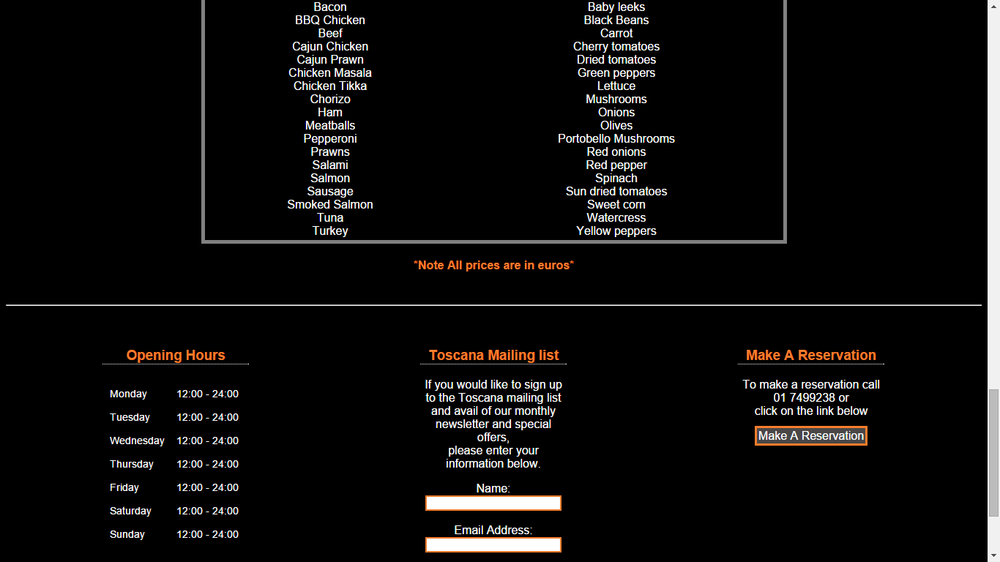 Bacon
BBQ Chicken
Beef
Cajun Chicken
Cajun Prawn
Chicken Masala
Chicken Tikka
Chorizo
Ham
Meatballs
Pepperoni
Prawns
Salami
Salmon
Sausage
Smoked Salmon
Tuna
Turkey
Baby leeks
Black Beans
Carrot
Cherry tomatoes
Dried tomatoes
Green peppers
Lettuce
Mushrooms
Onions
Olives
Portobello Mushrooms
Red onions
Red pepper
Spinach
Sun dried tomatoes
Sweet corn
Watercress
Yellow peppers
*Note All prices are in euros*
Opening Hours
Monday 12:00 - 24:00
Tuesday 12:00 - 24:00
Wednesday 12:00 - 24:00
Thursday 12:00 - 24:00
Friday 12:00 - 24:00
Saturday 12:00 - 24:00
Sunday 12:00 - 24:00
Toscana Mailing list
If you would like to sign up
to the Toscana mailing list
and avail of our monthly
newsletter and special
offers,
please enter your
information below.
Name:
Email Address:
Make A Reservation
To make a reservation call
01 7499238 or
click on the link below
Make A Reservation